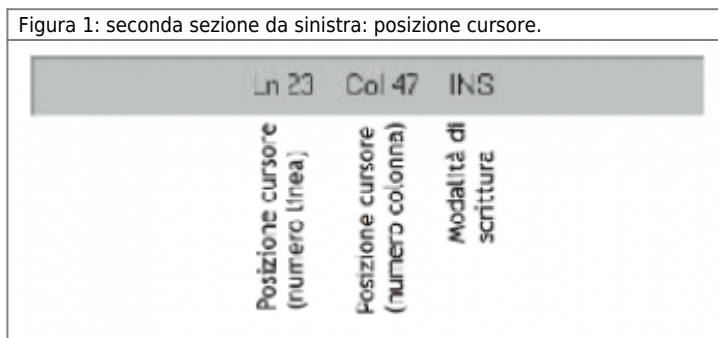 Figura 1: seconda sezione da sinistra: posizione cursore.
Ln 23 Col 47 INS
Posizione cursore
(numero linea)
Posizione cursore
(numero colonna)
Modalità di
scrittura